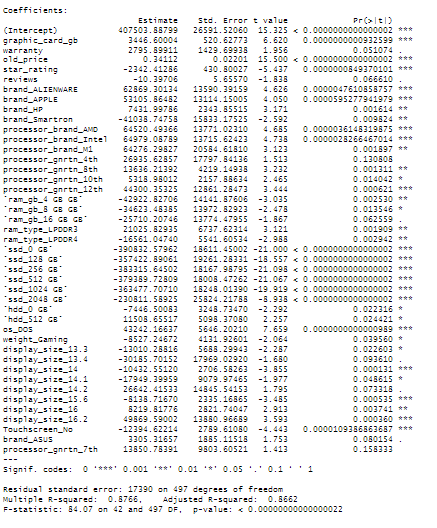 Coefficients:
Estimate Std. Error t value Pr(>|t|)
(Intercept) 407503.88799 26591.52060 15.325 < 0.0000000000000002 ***
graphic_card_gb 3446.60004 520.62773 6.620 0.0000000000932599 ***
warranty 2795.89911 1429.69938 1.956 0.051074 .
old_price 0.34112 0.02201 15.500 < 0.0000000000000002 ***
star_rating -2342.41286 430.80027 -5.437 0.0000000849370101 ***
reviews -10.39706 5.65570 -1.838 0.066610 .
brand_ALIENWARE 62869.30134 13590.39159 4.626 0.0000047610858757 ***
brand_APPLE 53105.86482 13114.15005 4.050 0.0000595277941979 ***
brand_HP 7431.99786 2343.85515 3.171 0.001614 **
brand_Smartron -41038.74758 15833.17525 -2.592 0.009824 **
processor_brand_AMD 64520.49366 13771.02310 4.685 0.0000036148319875 ***
processor_brand_Intel 64979.08789 13715.62423 4.738 0.0000028266467014 ***
processor_brand_M1 64276.29827 20584.61810 3.123 0.001897 **
processor_gnrtn_4th 26935.62857 17797.84136 1.513 0.130808
processor_gnrtn_8th 13636.21392 4219.14938 3.232 0.001311 **
processor_gnrtn_10th 5318.98012 2157.88634 2.465 0.014042 *
processor_gnrtn_12th 44300.35325 12861.28473 3.444 0.000621 ***
`ram_gb_4 GB GB` -42922.82706 14141.87606 -3.035 0.002530 **
`ram_gb_8 GB GB` -34623.48385 13972.82923 -2.478 0.013546 *
`ram_gb_16 GB GB` -25710.20746 13774.47955 -1.867 0.062559 .
ram_type_LPDDR3 21025.82935 6737.62314 3.121 0.001909 **
ram_type_LPDDR4 -16561.04740 5541.60534 -2.988 0.002942 **
`ssd_0 GB` -390832.57962 18611.45002 -21.000 < 0.0000000000000002 ***
`ssd_128 GB` -357422.89061 19261.28331 -18.557 < 0.0000000000000002 ***
`ssd_256 GB` -383315.64502 18167.98795 -21.098 < 0.0000000000000002 ***
`ssd_512 GB` -379389.72809 18008.47262 -21.067 < 0.0000000000000002 ***
`ssd_1024 GB` -363477.70710 18248.01390 -19.919 < 0.0000000000000002 ***
`ssd_2048 GB` -230811.58925 25824.21788 -8.938 < 0.0000000000000002 ***
`hdd_0 GB` -7446.50083 3248.73470 -2.292 0.022316 *
`hdd_512 GB` 11508.65517 5098.37080 2.257 0.024421 *
os_DOS 43242.16637 5646.20210 7.659 0.0000000000000989 ***
weight_Gaming -8527.24672 4131.92601 -2.064 0.039560 *
display_size_13.3 -13010.28816 5688.29943 -2.287 0.022603 *
display_size_13.4 -30185.70152 17969.02920 -1.680 0.093610 .
display_size_14 -10432.55120 2706.58263 -3.855 0.000131 ***
display_size_14.1 -17949.39959 9079.97465 -1.977 0.048615 *
display_size_14.2 26642.41533 14842.54153 1.795 0.073318 .
display_size_15.6 -8138.71670 2335.16865 -3.485 0.000535 ***
display_size_16 8219.81776 2821.74047 2.913 0.003741 **
display_size_16.2 49869.59002 13880.96689 3.593 0.000360 ***
Touchscreen_No -12394.62214 2789.61080 -4.443 0.0000109386863687 ***
brand_ASUS 3305.31657 1885.11518 1.753 0.080154 .
processor_gnrtn_7th 13850.78391 9803.60521 1.413 0.158333
---
Signif. codes: 0 '***' 0.001 '**' 0.01 '*' 0.05 '.' 0.1 ' ' 1
Residual standard error: 17390 on 497 degrees of freedom
Multiple R-squared: 0.8766, Adjusted R-squared: 0.8662
F-statistic: 84.07 on 42 and 497 DF, p-value: < 0.00000000000000022